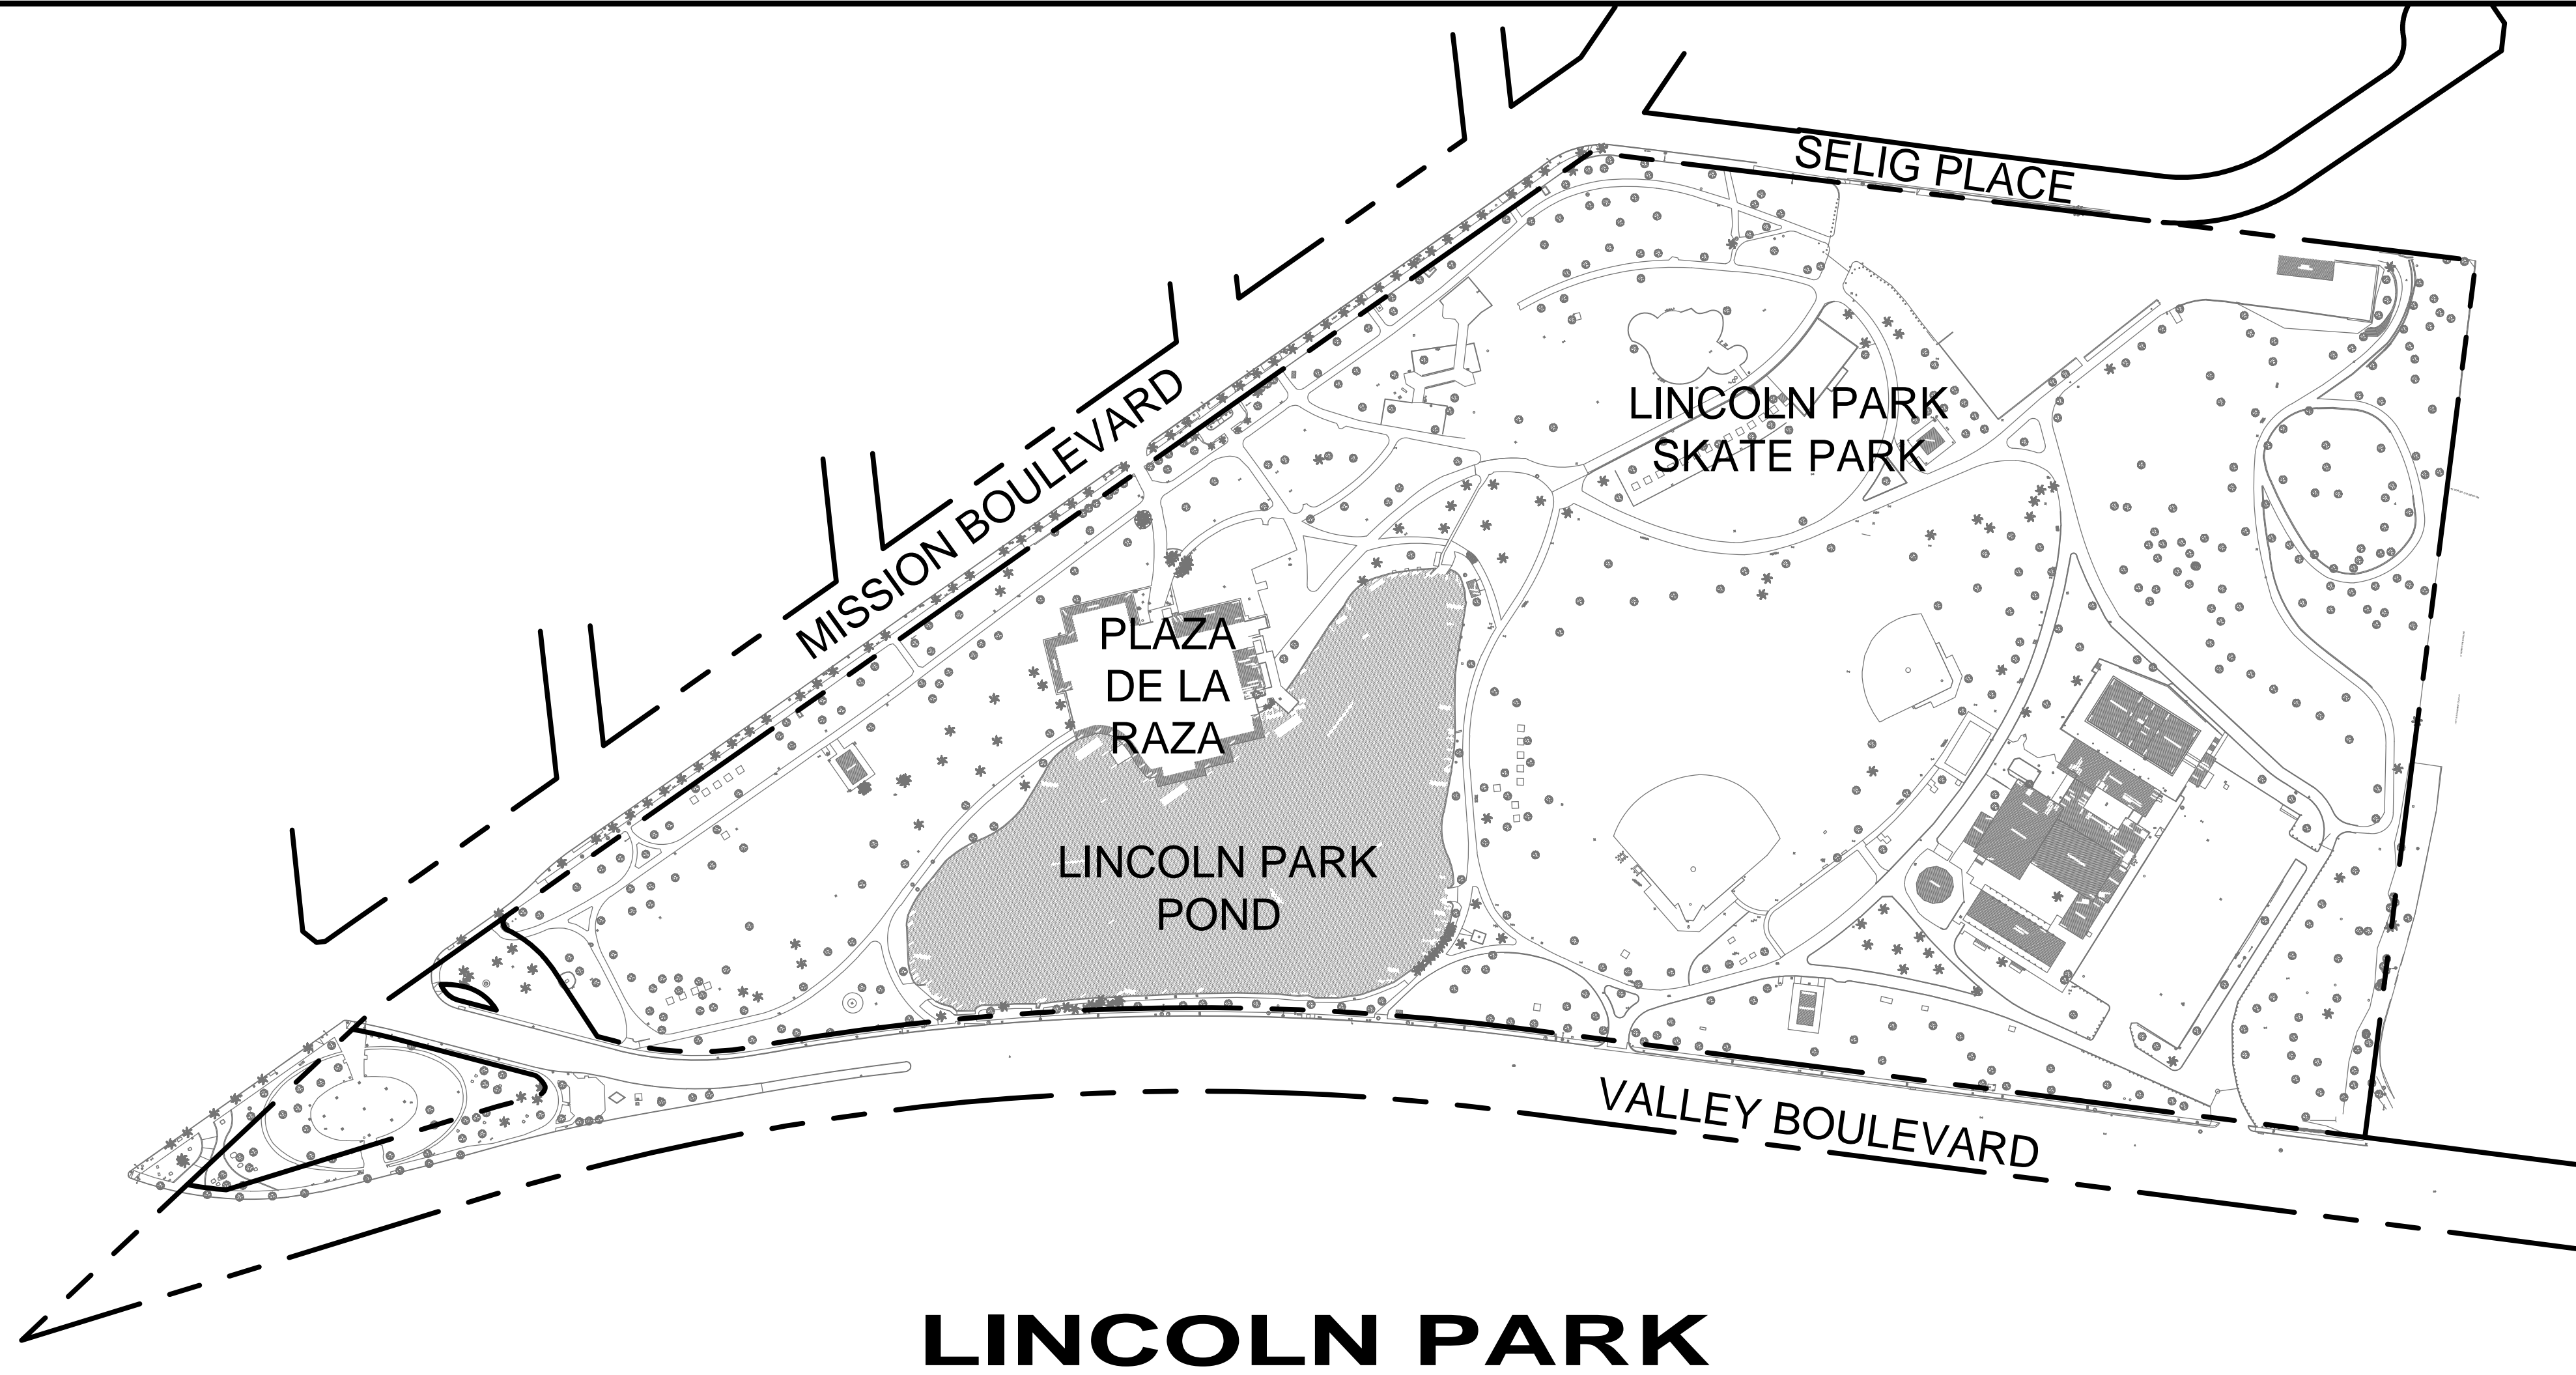 SELIG PLACE
MISSION BOULEVARD
LINCOLN PARK
SKATE PARK
PLAZA
DE LA
RAZA
LINCOLN PARK
POND
VALLEY BOULEVARD
LINCOLN PARK